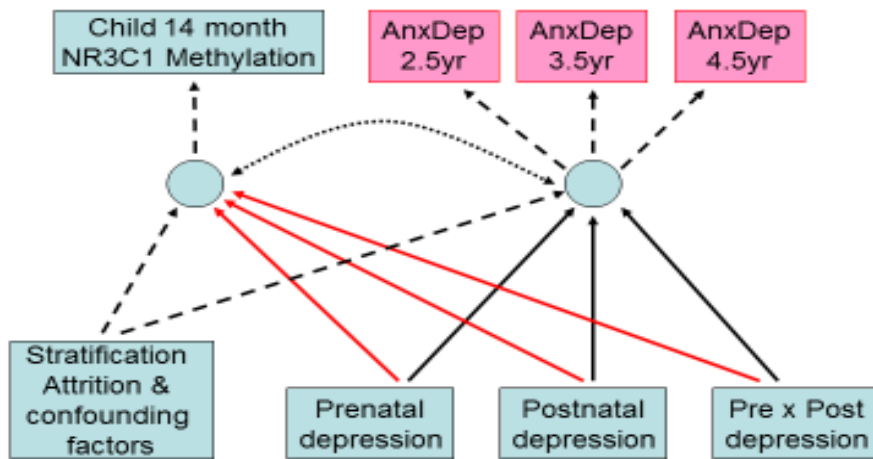 Child 14 month
NR3C1 Methylation
AnxDep
2.5yr
AnxDep
3.5yr
AnxDep
4.5yr
Stratification
Attrition &
confounding
factors
Prenatal
depression
Postnatal
depression
Pre x Post
depression